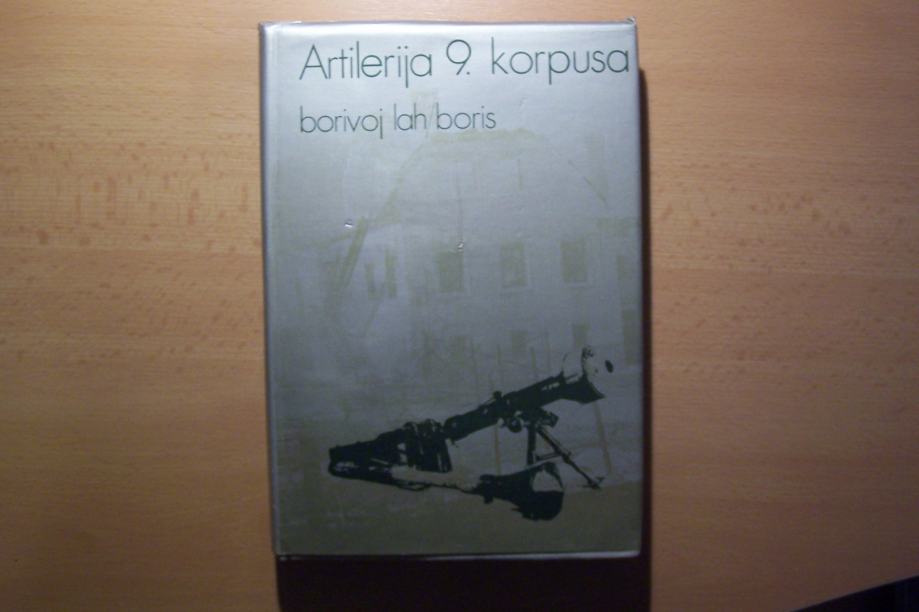 Artilerija 9. korpusa
borivoj lah/boris